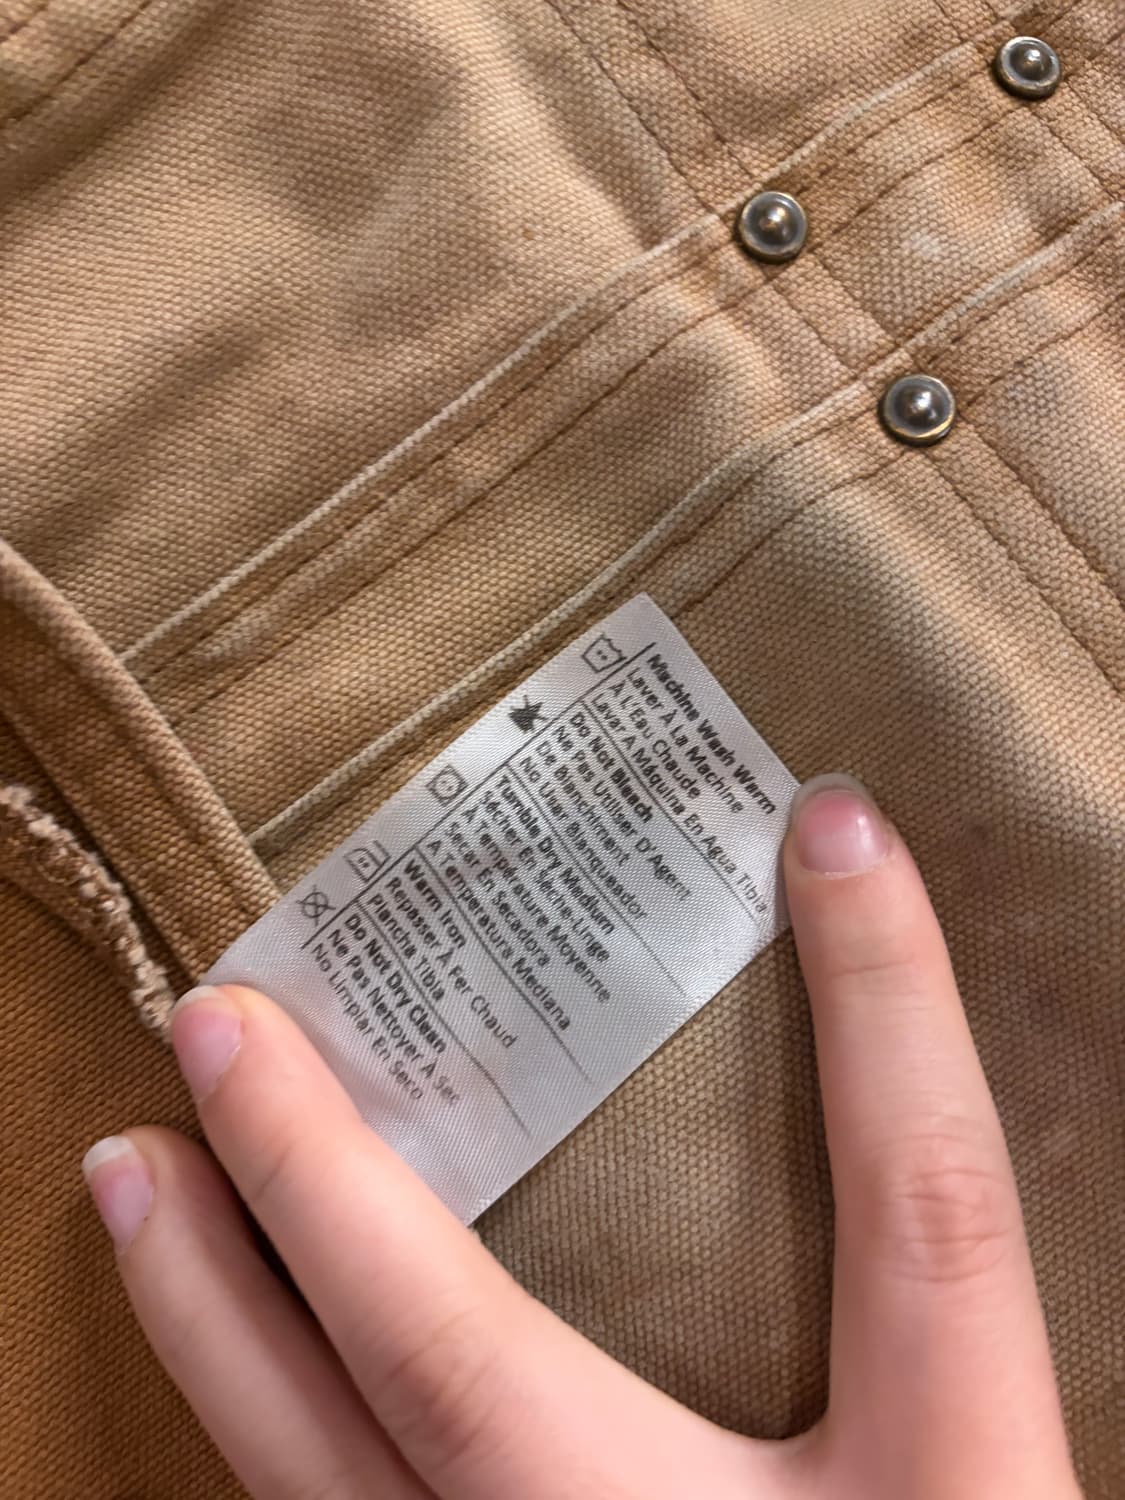 Machine Wash Warm
Laver À La Machine
À L'Eau Chaude
Lavar A Máquina En Agua Tibia
Do Not Bleach
Ne Pas Utiliser D'Agent
De Blanchiment
No Usar Blanqueador
Tumble Dry Medium
Sécher En Sèche-Linge
À Température Moyenne
Secar En Secadora
A Temperatura Mediana
Warm Iron
Repasser À Fer Chaud
Plancha Tibia
Do Not Dry Clean
Ne Pas Nettoyer À Sec
No Limpiar En Seco